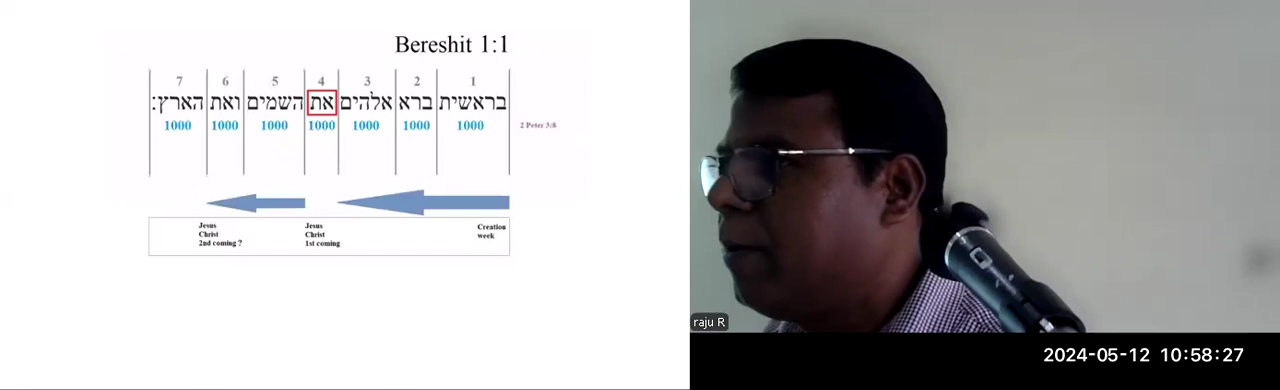 Bereshit 1:1
7 6 5 4 3 2 1
בראשית ברא אלהים את השמים ואת הארץ:
1000 1000 1000 1000 1000 1000 1000
2 Peter 3:8
Jesus
Christ
2nd coming ?
Jesus
Christ
1st coming
Creation
week
raju R
2024-05-12 10:58:27